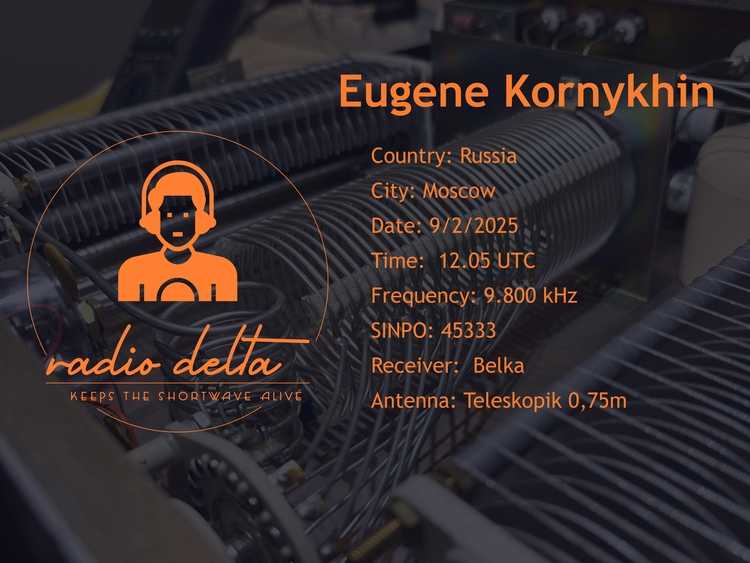 Eugene Kornykhin
Country: Russia
City: Moscow
Date: 9/2/2025
Time: 12.05 UTC
Frequency: 9.800 kHz
SINPO: 45333
Receiver: Belka
Antenna: Teleskopik 0,75m
radio delta
KEEPS THE SHORTWAVE ALIVE